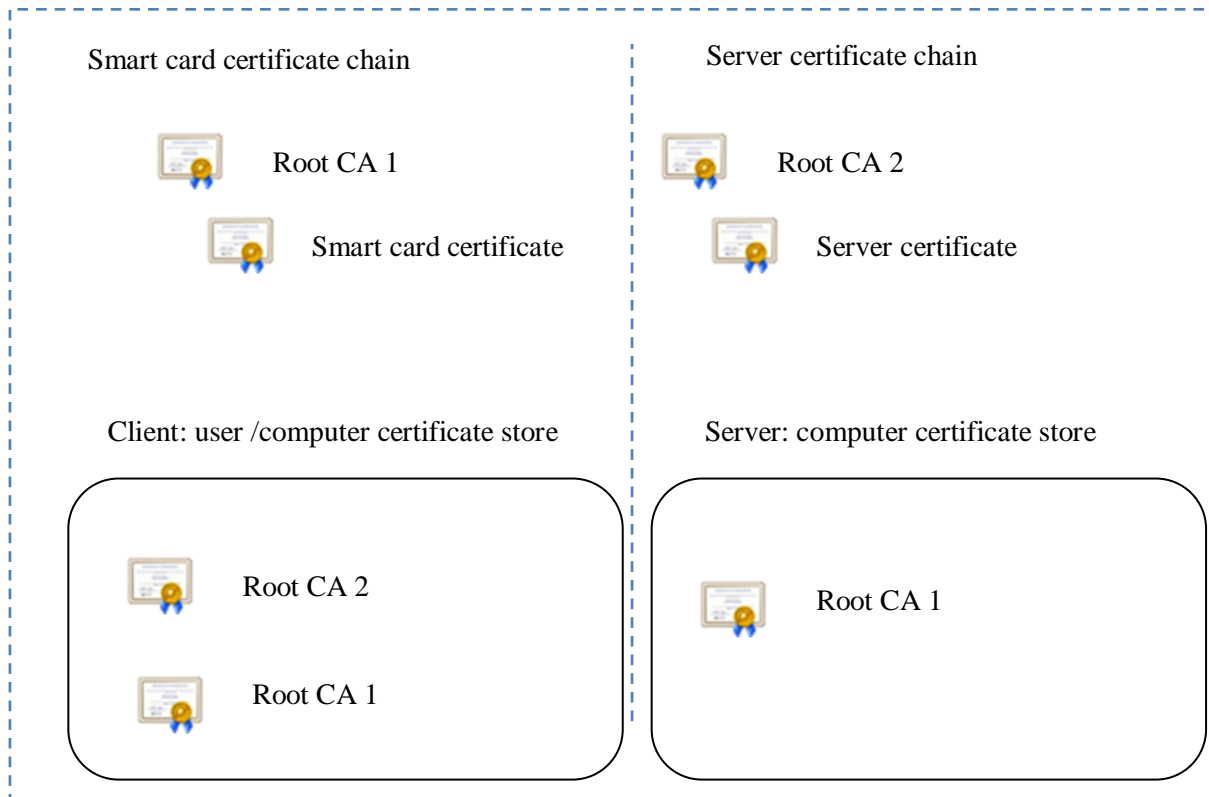 Smart card certificate chain
Root CA 1
Smart card certificate
Server certificate chain
Root CA 2
Server certificate
Client: user /computer certificate store
Root CA 2
Root CA 1
Server: computer certificate store
Root CA 1